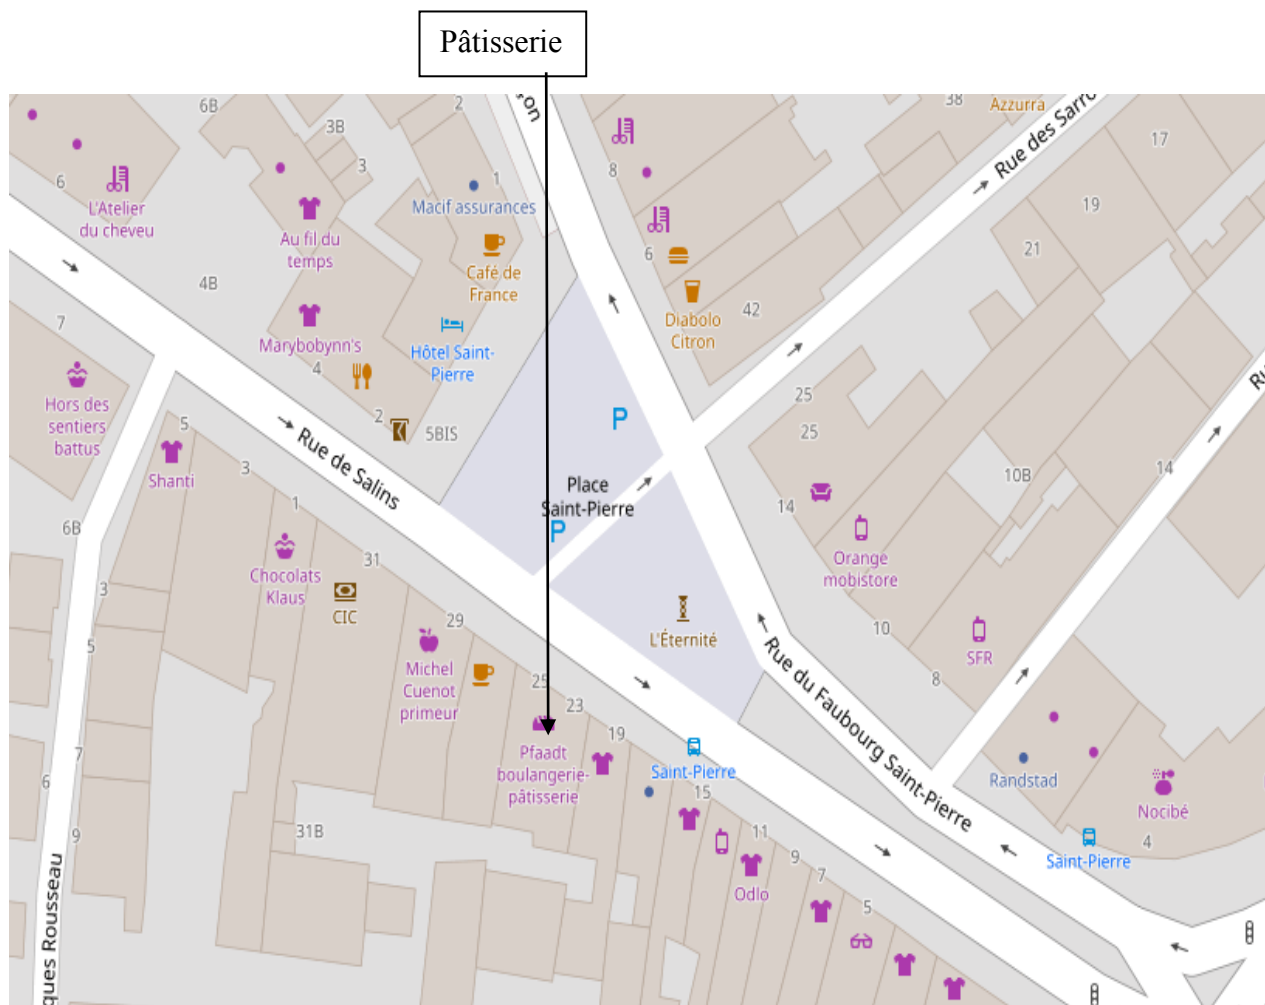 Pâtisserie
çon
38
Azzurra
6B
2
3B
3
1
8
Rue des Sarro
17
6
L'Atelier
du cheveu
Macif assurances
19
Au fil du
temps
6
21
Café de
France
4B
42
Diabolo
Citron
7
Marybobynn's
Hôtel Saint-
Pierre
4
Hors des
sentiers
battus
2
5BIS
25
25
5
Rue de Salins
Shanti
3
10B
14
Place
Saint-Pierre
14
1
6B
P
P
Orange
mobistore
31
Chocolats
Klaus
CIC
3
29
L'Éternité
10
5
SFR
Michel
Cuenot
primeur
25
23
8
Rue du Faubourg Saint-Pierre
19
7
6
Pfaadt
boulangerie-
pâtisserie
Saint-Pierre
15
Randstad
Nocibé
4
Saint-Pierre
31B
11
9
9
7
Odlo
5
ques Rousseau
Ru